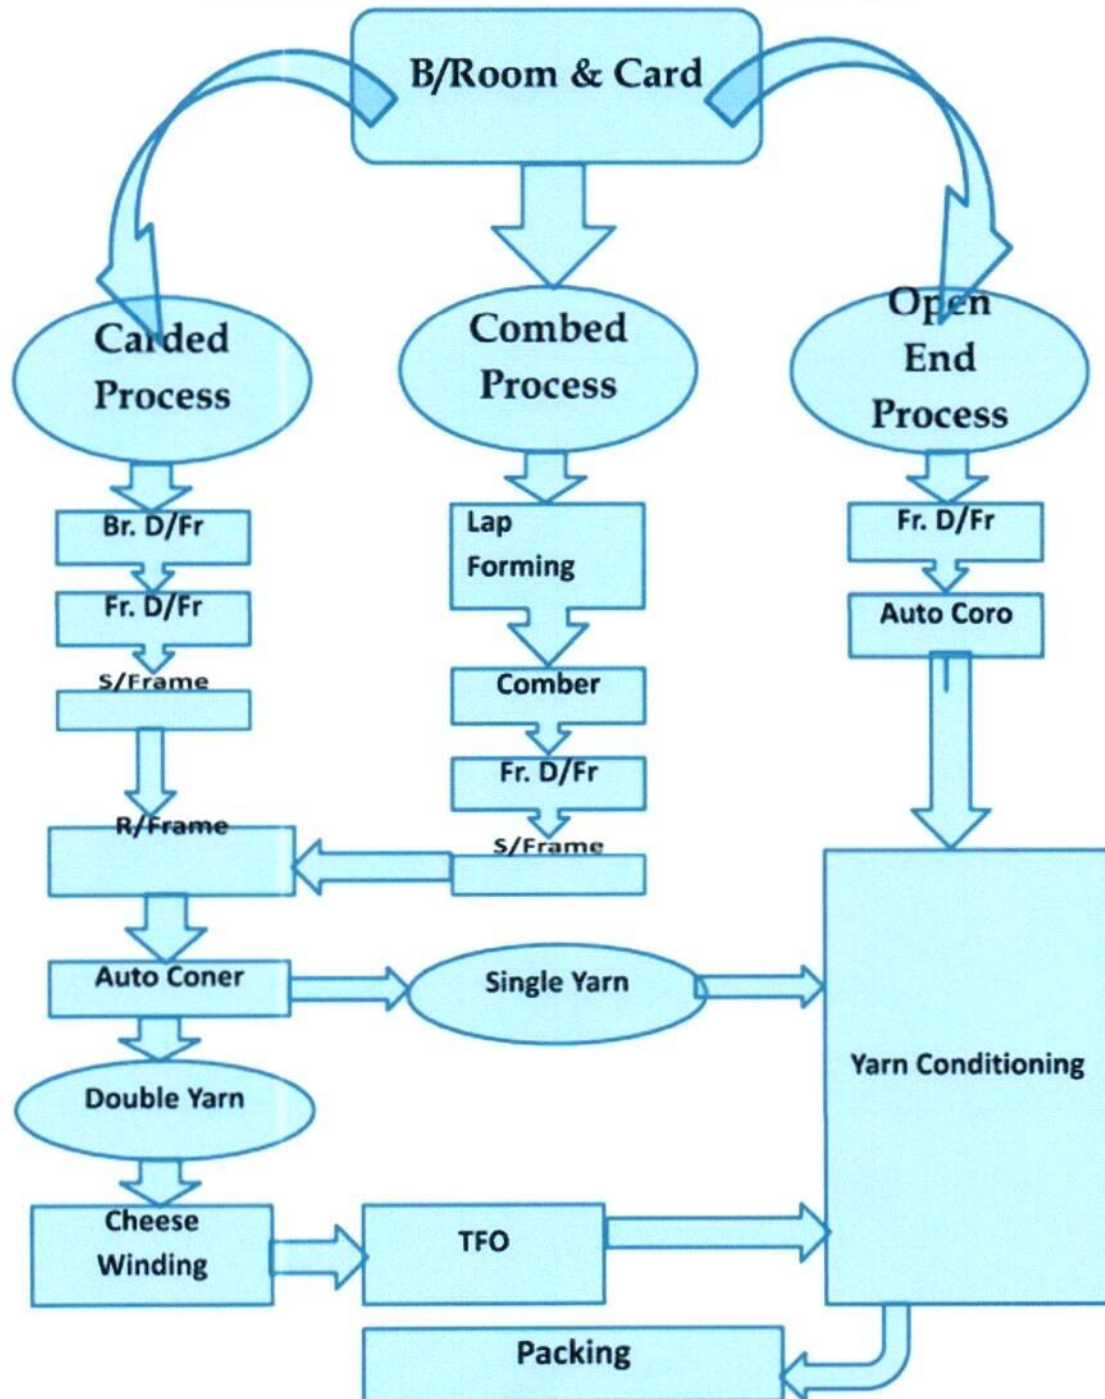 B/Room & Card
Carded
Process
Combed
Process
Open
End
Process
Br. D/Fr
Fr. D/Fr
S/Frame
R/Frame
Lap
Forming
Comber
Fr. D/Fr
S/Frame
Fr. D/Fr
Auto Coro
Auto Coner
Single Yarn
Yarn Conditioning
Double Yarn
Cheese
Winding
TFO
Packing